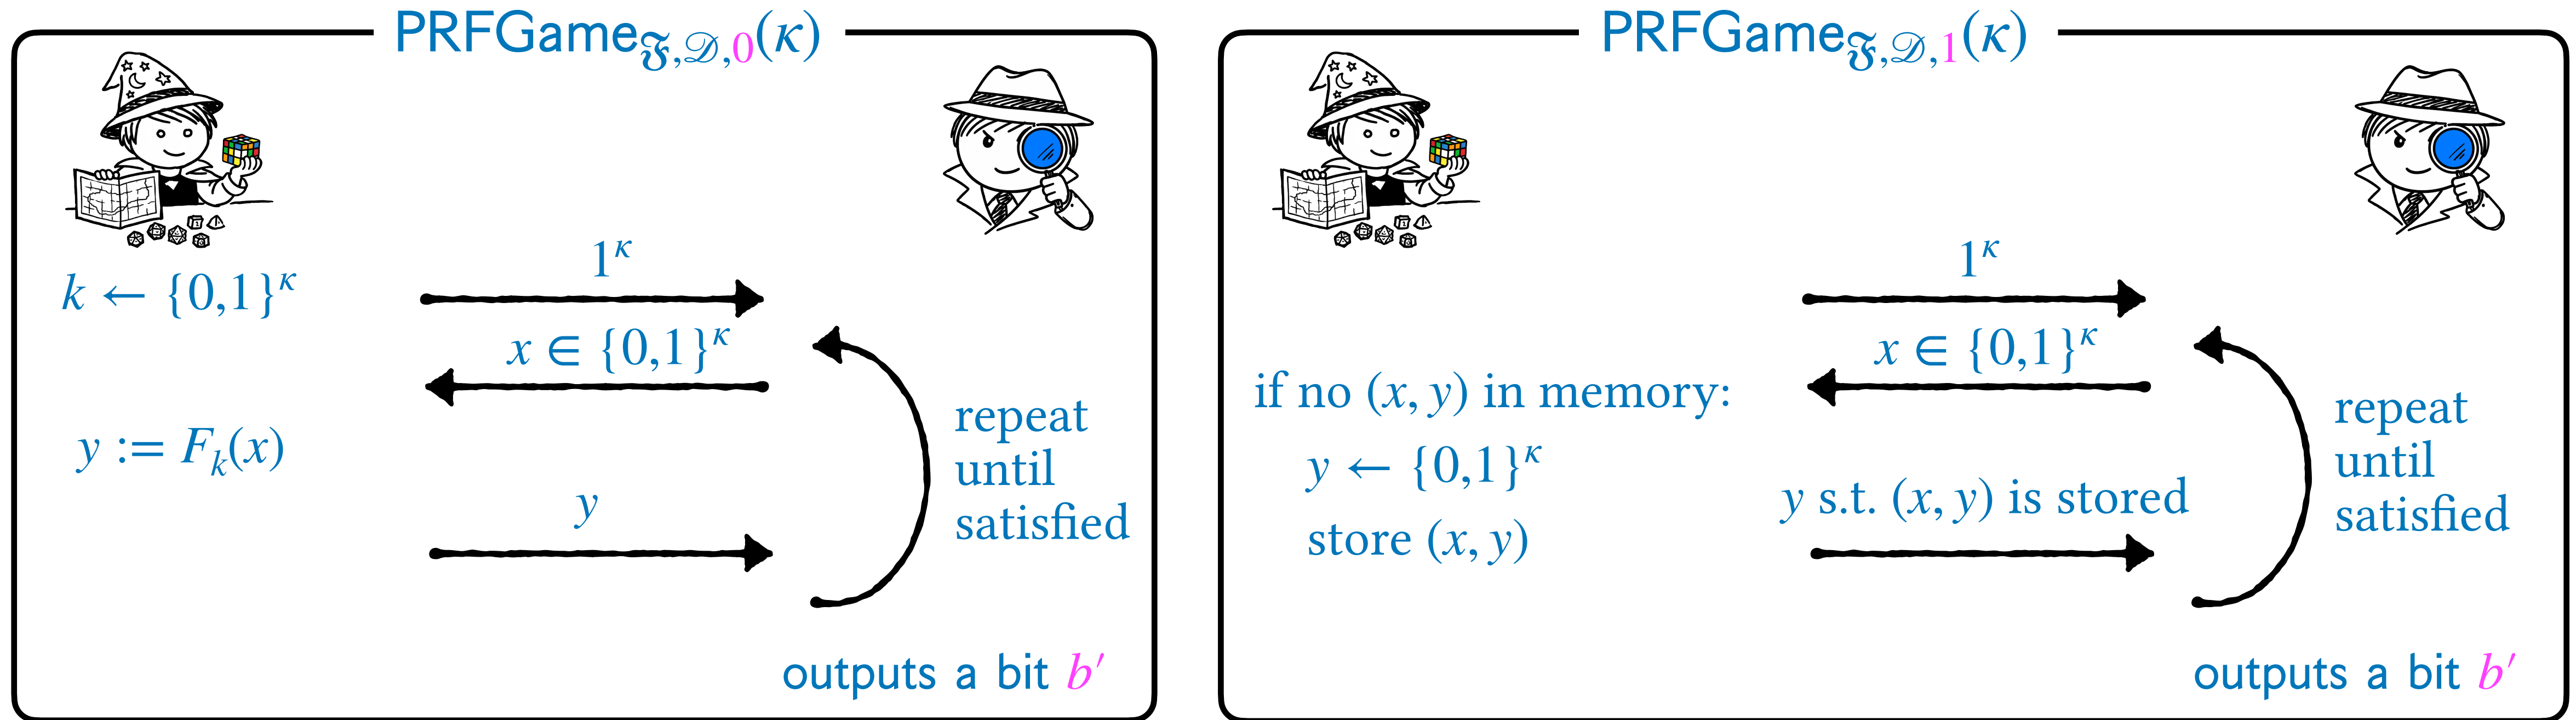 PRFGame𝔉,𝒟,0(κ)
k ← {0,1}^κ
1^κ
x ∈ {0,1}^κ
y := F_k(x)
y
repeat
until
satisfied
outputs a bit b′
PRFGame𝔉,𝒟,1(κ)
1^κ
x ∈ {0,1}^κ
if no (x, y) in memory:
y ← {0,1}^κ
store (x, y)
y s.t. (x, y) is stored
repeat
until
satisfied
outputs a bit b′